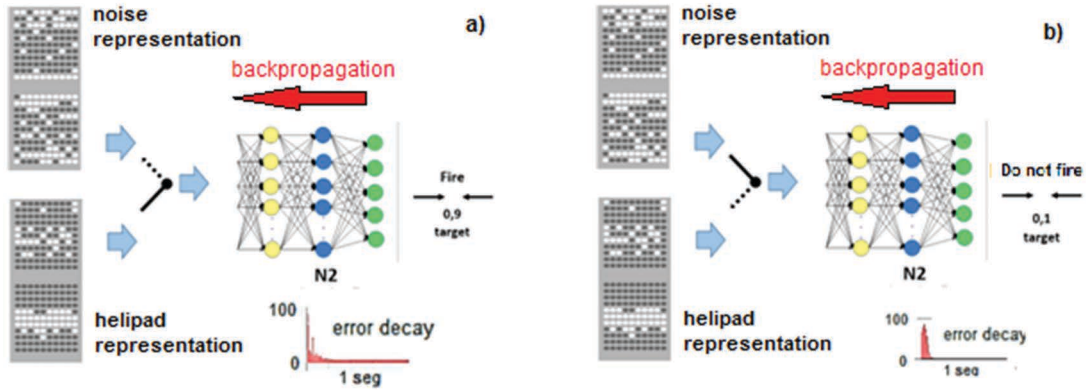 noise
representation
a)
backpropagation
Fire
0,9
target
N2
helipad
representation
100
error decay
0
1 seg
noise
representation
b)
backpropagation
Do not fire
0,1
target
N2
helipad
representation
100
error decay
0
1 seg